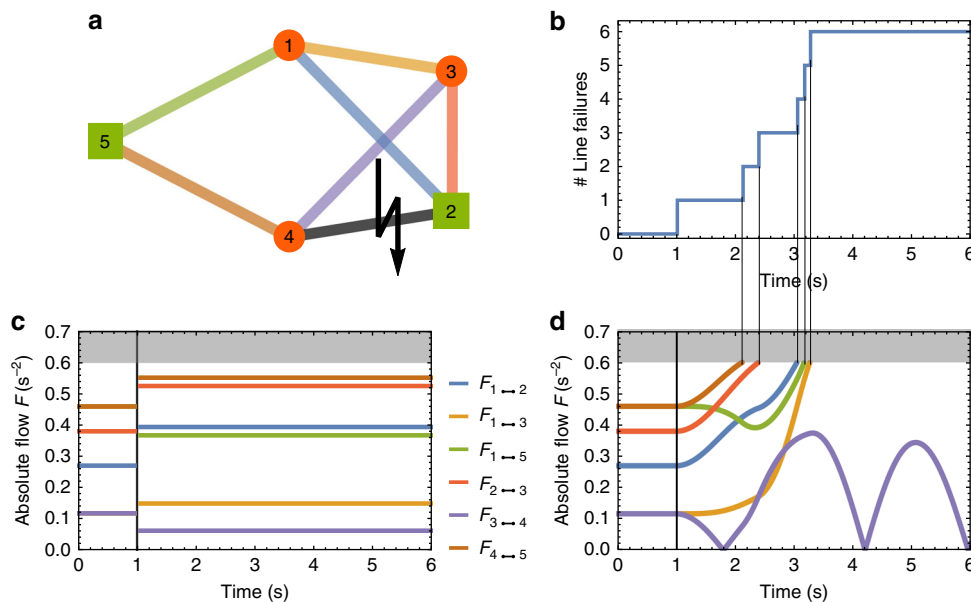 a
1
3
5
2
4
b
# Line failures
6
5
4
3
2
1
0
0 1 2 3 4 5 6
Time (s)
c
Absolute flow F (s⁻²)
0.7
0.6
0.5
0.4
0.3
0.2
0.1
0.0
0 1 2 3 4 5 6
Time (s)
F1↔2
F1↔3
F1↔5
F2↔3
F3↔4
F4↔5
d
Absolute flow F (s⁻²)
0.7
0.6
0.5
0.4
0.3
0.2
0.1
0.0
0 1 2 3 4 5 6
Time (s)